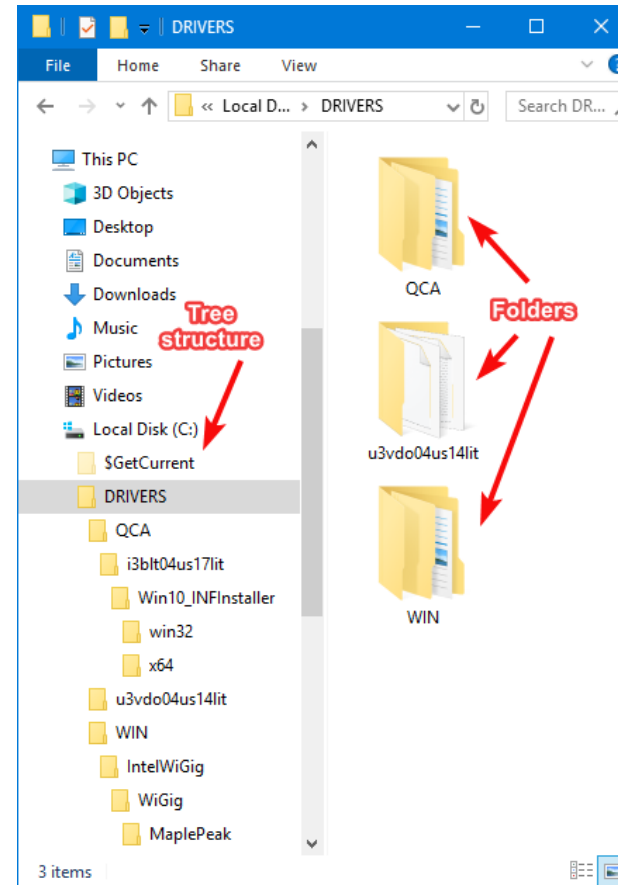 DRIVERS
File Home Share View
« Local D... > DRIVERS Search DR...
This PC
3D Objects
Desktop
Documents
Downloads
Music
Pictures
Videos
Local Disk (C:)
$GetCurrent
DRIVERS
QCA
i3blt04us17lit
Win10_INFInstaller
win32
x64
u3vdo04us14lit
WIN
IntelWiGig
WiGig
MaplePeak
Tree
structure
QCA
Folders
u3vdo04us14lit
WIN
3 items